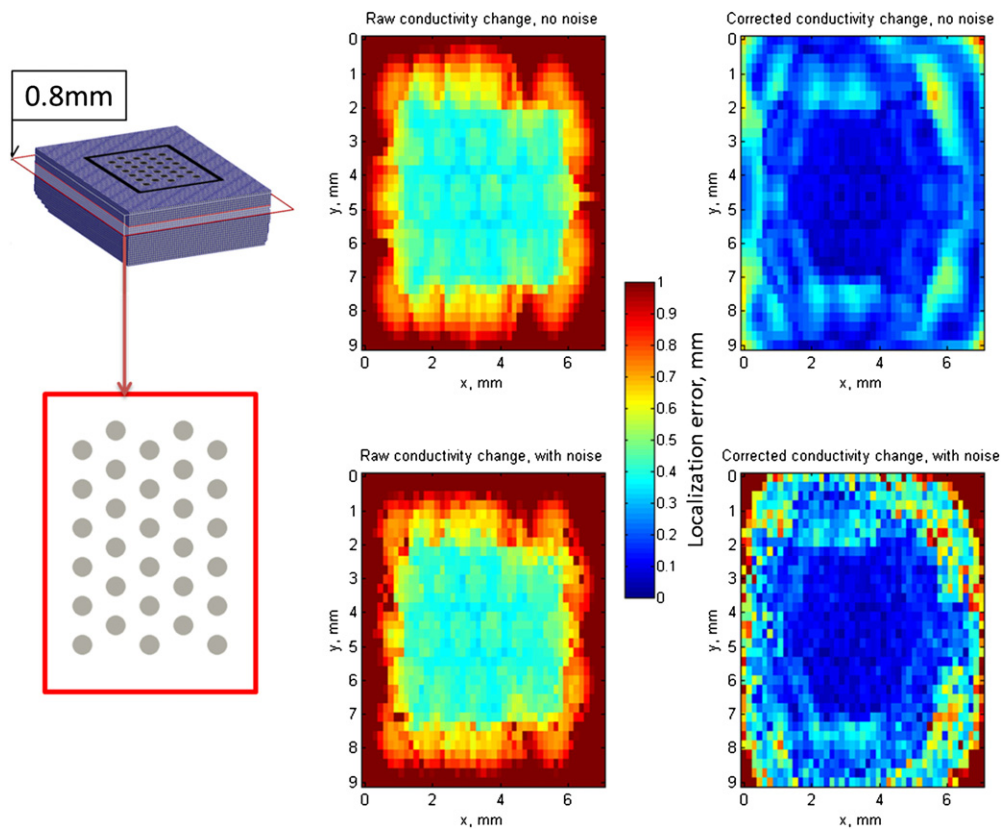 0.8mm
Raw conductivity change, no noise
0
1
2
3
4
5
6
7
8
9
y, mm
0 2 4 6
x, mm
Corrected conductivity change, no noise
0
1
2
3
4
5
6
7
8
9
y, mm
0 2 4 6
x, mm
1
0.9
0.8
0.7
0.6
0.5
0.4
0.3
0.2
0.1
0
Localization error, mm
Raw conductivity change, with noise
0
1
2
3
4
5
6
7
8
9
y, mm
0 2 4 6
x, mm
Corrected conductivity change, with noise
0
1
2
3
4
5
6
7
8
9
y, mm
0 2 4 6
x, mm